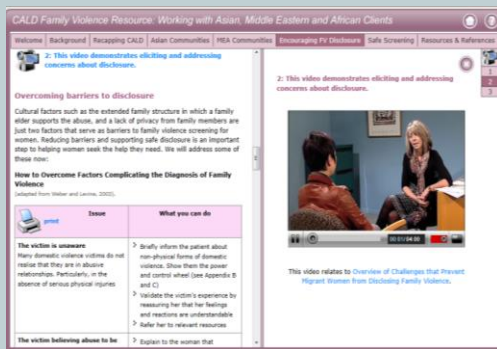 CALD Family Violence Resource: Working with Asian, Middle Eastern and African Clients
Welcome Background Recapping CALD Asian Communities MEA Communities Encouraging FV Disclosure Safe Screening Resources & References
2: This video demonstrates eliciting and addressing
concerns about disclosure.
Overcoming barriers to disclosure
Cultural factors such as the extended family structure in which a family
elder supports the abuse, and a lack of privacy from family members are
just two factors that serve as barriers to family violence screening for
women. Reducing barriers and supporting safe disclosure is an important
step to helping women seek the help they need. We will address some of
these now:
How to Overcome Factors Complicating the Diagnosis of Family
Violence
(adapted from Weber and Levine, 2002).
print
Issue
What you can do
The victim is unaware
Many domestic violence victims do not
realise that they are in abusive
relationships. Particularly, in the
absence of serious physical injuries
> Briefly inform the patient about
non-physical forms of domestic
violence. Show them the power
and control wheel (see Appendix B
and C)
> Validate the victim's experience by
reassuring her that her feelings
and reactions are understandable
> Refer her to relevant resources
The victim believing abuse to be
> Explain to the woman that
2: This video demonstrates eliciting and addressing
concerns about disclosure.
1
2
3
This video relates to Overview of Challenges that Prevent
Migrant Women from Disclosing Family Violence.